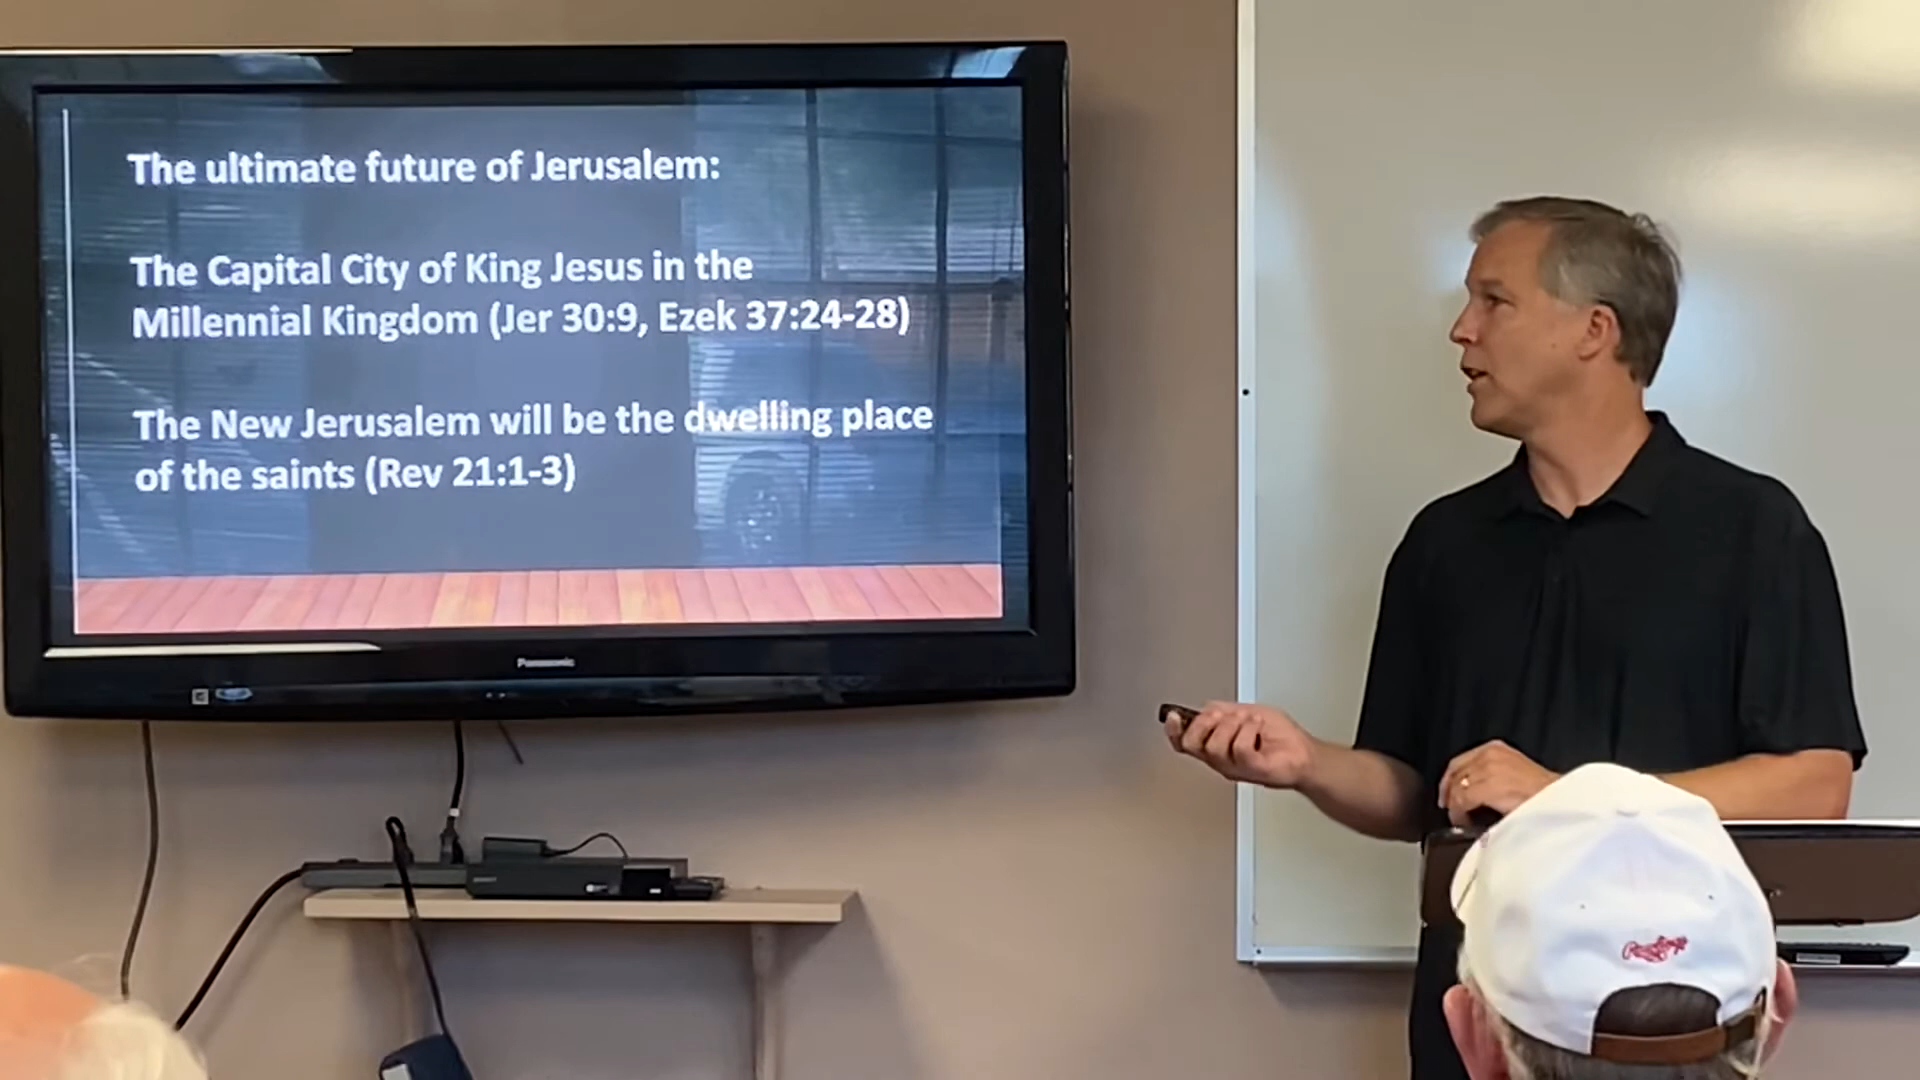 The ultimate future of Jerusalem:
The Capital City of King Jesus in the
Millennial Kingdom (Jer 30:9, Ezek 37:24-28)
The New Jerusalem will be the dwelling place
of the saints (Rev 21:1-3)
Panasonic
Rawlings